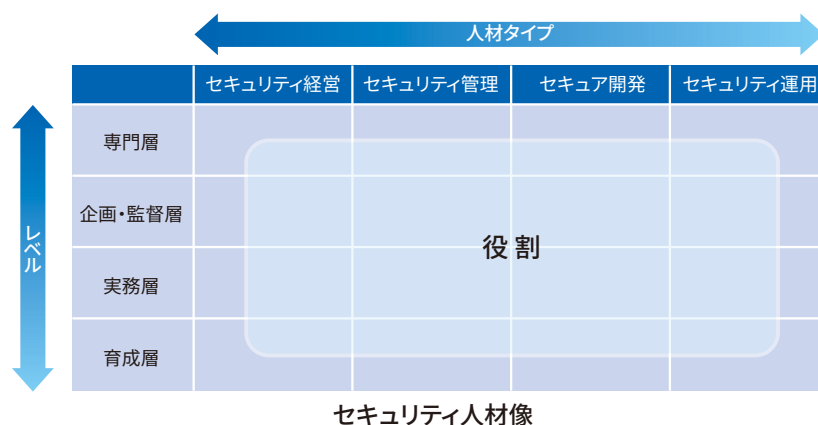 人材タイプ
セキュリティ経営 セキュリティ管理 セキュア開発 セキュリティ運用
レベル
専門層
企画・監督層
役割
実務層
育成層
セキュリティ人材像